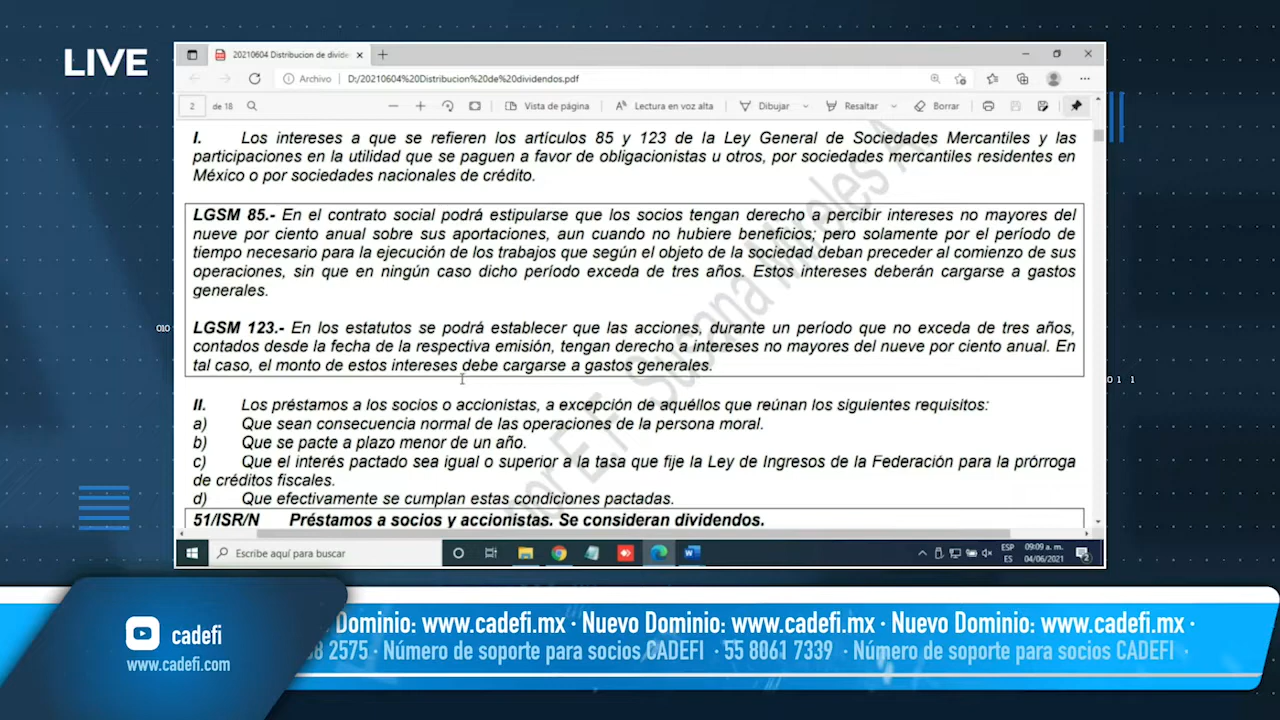 LIVE
20210604 Distribucion de divide
Archivo D:/20210604%20Distribucion%20de%20dividendos.pdf
2 de 18 Vista de página Lectura en voz alta Dibujar Resaltar Borrar
I. Los intereses a que se refieren los artículos 85 y 123 de la Ley General de Sociedades Mercantiles y las
participaciones en la utilidad que se paguen a favor de obligacionistas u otros, por sociedades mercantiles residentes en
México o por sociedades nacionales de crédito.
LGSM 85.- En el contrato social podrá estipularse que los socios tengan derecho a percibir intereses no mayores del
nueve por ciento anual sobre sus aportaciones, aun cuando no hubiere beneficios; pero solamente por el período de
tiempo necesario para la ejecución de los trabajos que según el objeto de la sociedad deban preceder al comienzo de sus
operaciones, sin que en ningún caso dicho período exceda de tres años. Estos intereses deberán cargarse a gastos
generales.
010
LGSM 123.- En los estatutos se podrá establecer que las acciones, durante un período que no exceda de tres años,
contados desde la fecha de la respectiva emisión, tengan derecho a intereses no mayores del nueve por ciento anual. En
tal caso, el monto de estos intereses debe cargarse a gastos generales.
0 1 1
II. Los préstamos a los socios o accionistas, a excepción de aquéllos que reúnan los siguientes requisitos:
a) Que sean consecuencia normal de las operaciones de la persona moral.
b) Que se pacte a plazo menor de un año.
c) Que el interés pactado sea igual o superior a la tasa que fije la Ley de Ingresos de la Federación para la prórroga
de créditos fiscales.
d) Que efectivamente se cumplan estas condiciones pactadas.
51/ISR/N Préstamos a socios y accionistas. Se consideran dividendos.
por E.F. Susana Mireles A
Escribe aquí para buscar
ESP 09:09 a. m.
ES 04/06/2021
2
cadefi
www.cadefi.com
Dominio: www.cadefi.mx · Nuevo Dominio: www.cadefi.mx · Nuevo Dominio: www.cadefi.mx ·
2575 · Número de soporte para socios CADEFI · 55 8061 7339 · Número de soporte para socios CADEFI ·